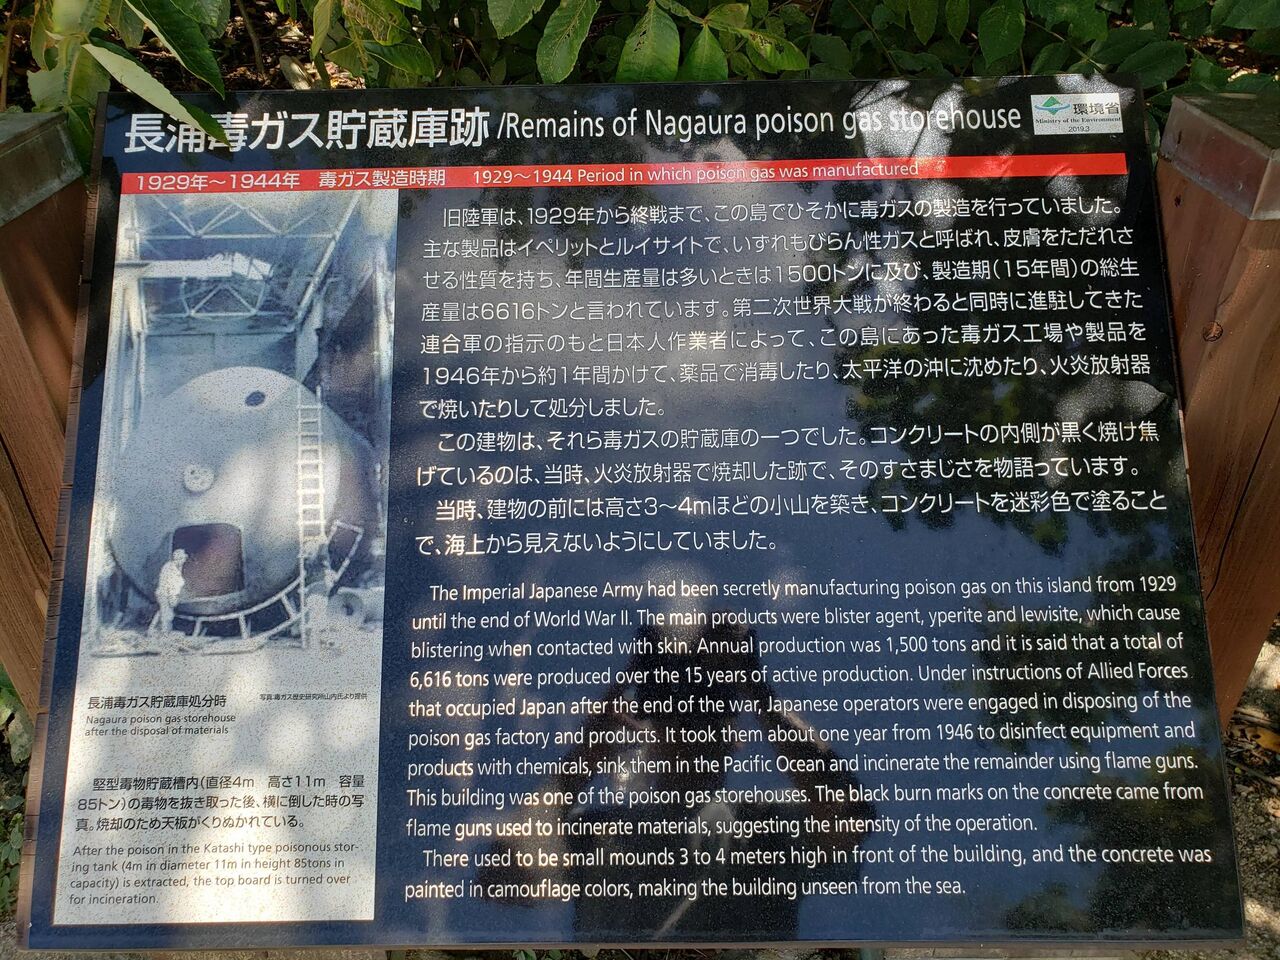 長浦毒ガス貯蔵庫跡 /Remains of Nagaura poison gas storehouse
環境省
Ministry of the Environment
2019.3
1929年～1944年 毒ガス製造時期 1929～1944 Period in which poison gas was manufactured
旧陸軍は、1929年から終戦まで、この島でひそかに毒ガスの製造を行っていました。
主な製品はイペリットとルイサイトで、いずれもびらん性ガスと呼ばれ、皮膚をただれさ
せる性質を持ち、年間生産量は多いときは1500トンに及び、製造期（15年間）の総生
産量は6616トンと言われています。第二次世界大戦が終わると同時に進駐してきた
連合軍の指示のもと日本人作業者によって、この島にあった毒ガス工場や製品を
1946年から約1年間かけて、薬品で消毒したり、太平洋の沖に沈めたり、火炎放射器
で焼いたりして処分しました。
この建物は、それら毒ガスの貯蔵庫の一つでした。コンクリートの内側が黒く焼け焦
げているのは、当時、火炎放射器で焼却した跡で、そのすさまじさを物語っています。
当時、建物の前には高さ3～4mほどの小山を築き、コンクリートを迷彩色で塗ること
で、海上から見えないようにしていました。
The Imperial Japanese Army had been secretly manufacturing poison gas on this island from 1929
until the end of World War II. The main products were blister agent, yperite and lewisite, which cause
blistering when contacted with skin. Annual production was 1,500 tons and it is said that a total of
6,616 tons were produced over the 15 years of active production. Under instructions of Allied Forces
that occupied Japan after the end of the war, Japanese operators were engaged in disposing of the
poison gas factory and products. It took them about one year from 1946 to disinfect equipment and
products with chemicals, sink them in the Pacific Ocean and incinerate the remainder using flame guns.
This building was one of the poison gas storehouses. The black burn marks on the concrete came from
flame guns used to incinerate materials, suggesting the intensity of the operation.
There used to be small mounds 3 to 4 meters high in front of the building, and the concrete was
painted in camouflage colors, making the building unseen from the sea.
長浦毒ガス貯蔵庫処分時 写真:毒ガス歴史研究所山内氏より提供
Nagaura poison gas storehouse
after the disposal of materials
竪型毒物貯蔵槽内（直径4m 高さ11m 容量
85トン）の毒物を抜き取った後、横に倒した時の写
真。焼却のため天板がくりぬかれている。
After the poison in the Katashi type poisonous stor-
ing tank (4m in diameter 11m in height 85tons in
capacity) is extracted, the top board is turned over
for incineration.